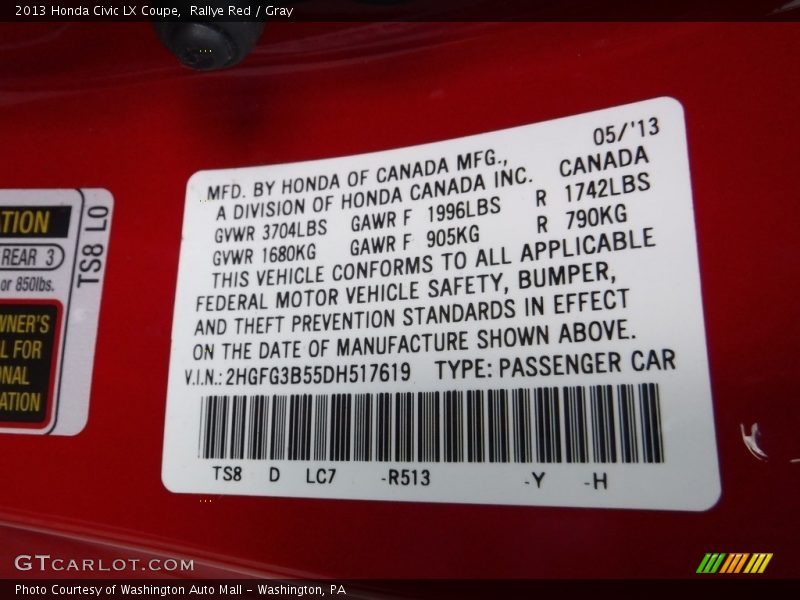 2013 Honda Civic LX Coupe, Rallye Red / Gray
05/'13
MFD. BY HONDA OF CANADA MFG.,
A DIVISION OF HONDA CANADA INC. CANADA
GVWR 3704LBS GAWR F 1996LBS R 1742LBS
GVWR 1680KG GAWR F 905KG R 790KG
THIS VEHICLE CONFORMS TO ALL APPLICABLE
FEDERAL MOTOR VEHICLE SAFETY, BUMPER,
AND THEFT PREVENTION STANDARDS IN EFFECT
ON THE DATE OF MANUFACTURE SHOWN ABOVE.
V.I.N.: 2HGFG3B55DH517619 TYPE: PASSENGER CAR
TS8 D LC7 -R513 -Y -H
TION
REAR 3
or 850lbs.
WNER'S
L FOR
ONAL
ATION
TS8 L0
GTCARLOT.COM
Photo Courtesy of Washington Auto Mall - Washington, PA